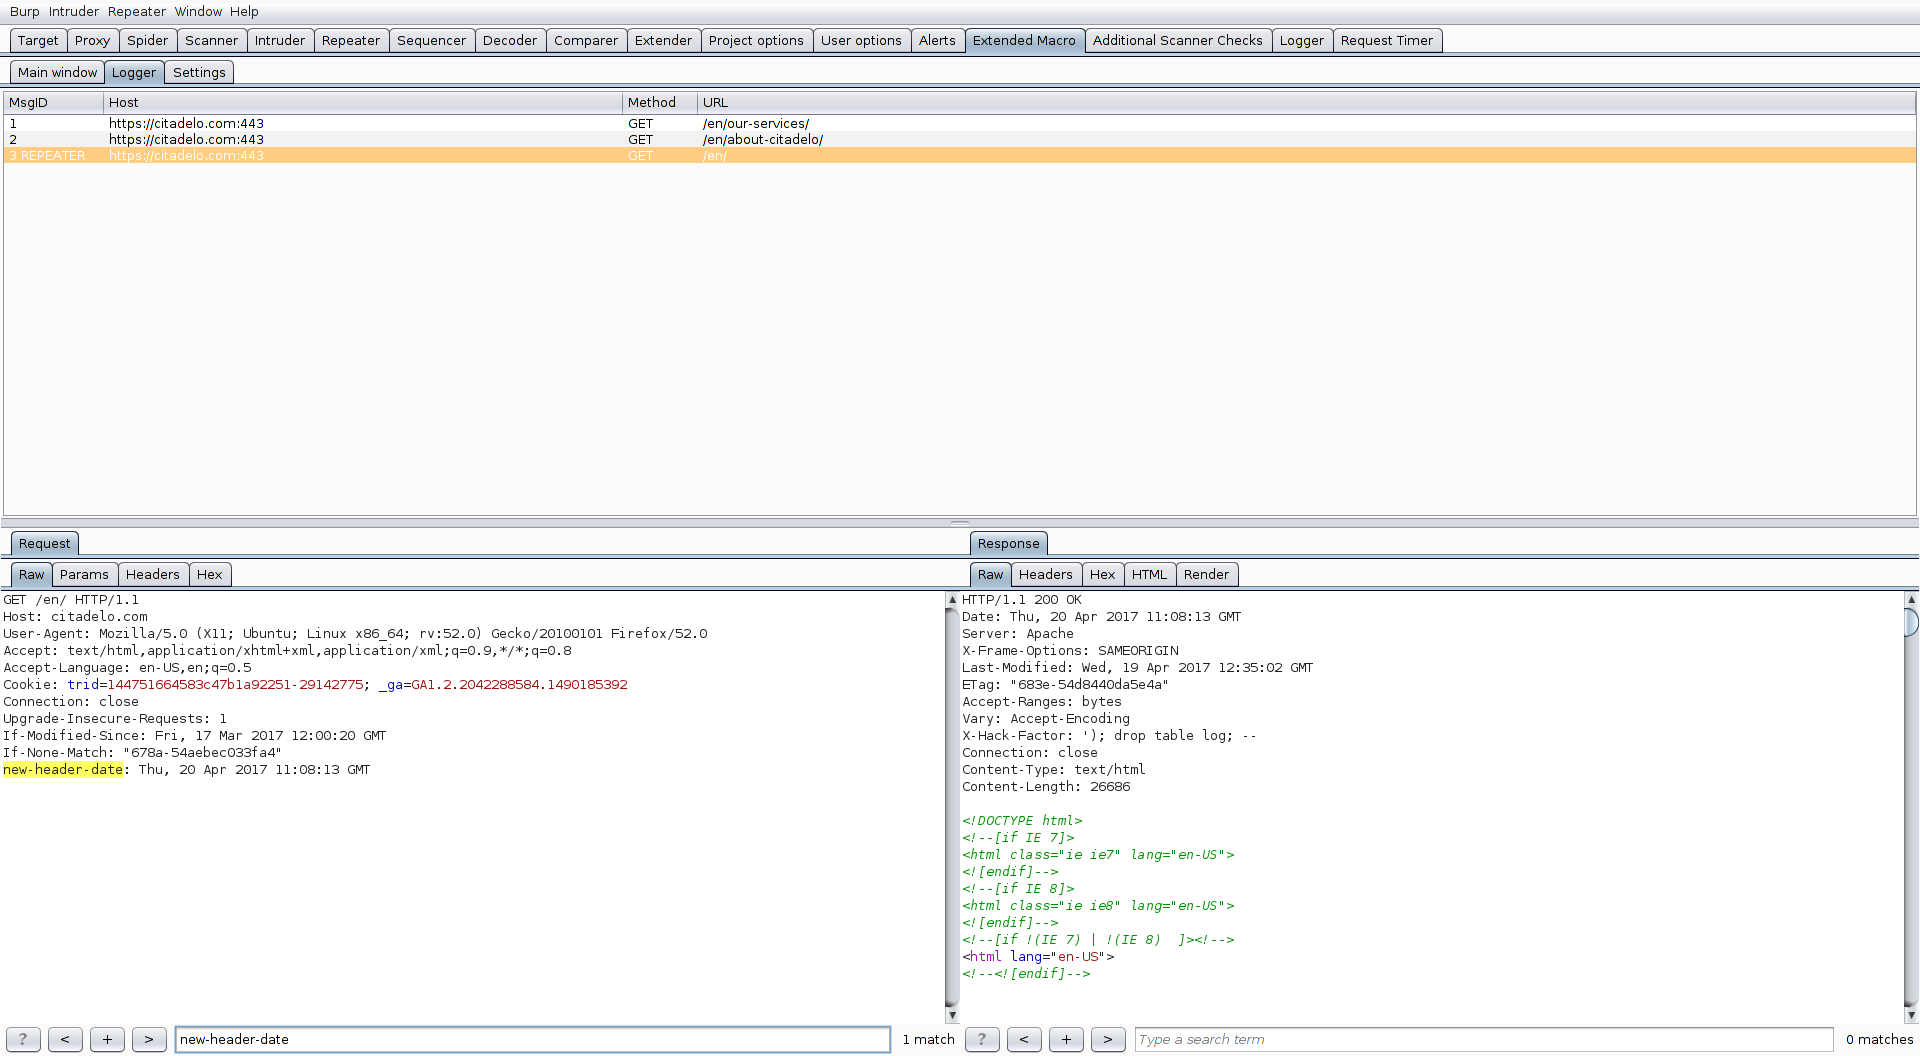 Burp Intruder Repeater Window Help
Target Proxy Spider Scanner Intruder Repeater Sequencer Decoder Comparer Extender Project options User options Alerts Extended Macro Additional Scanner Checks Logger Request Timer
Main window Logger Settings
MsgID Host Method URL
1 https://citadelo.com:443 GET /en/our-services/
2 https://citadelo.com:443 GET /en/about-citadelo/
3 REPEATER https://citadelo.com:443 GET /en/
Request
Raw Params Headers Hex
GET /en/ HTTP/1.1
Host: citadelo.com
User-Agent: Mozilla/5.0 (X11; Ubuntu; Linux x86_64; rv:52.0) Gecko/20100101 Firefox/52.0
Accept: text/html,application/xhtml+xml,application/xml;q=0.9,*/*;q=0.8
Accept-Language: en-US,en;q=0.5
Cookie: trid=144751664583c47b1a92251-29142775; _ga=GA1.2.2042288584.1490185392
Connection: close
Upgrade-Insecure-Requests: 1
If-Modified-Since: Fri, 17 Mar 2017 12:00:20 GMT
If-None-Match: "678a-54aebec033fa4"
new-header-date: Thu, 20 Apr 2017 11:08:13 GMT
? < + > new-header-date 1 match
Response
Raw Headers Hex HTML Render
HTTP/1.1 200 OK
Date: Thu, 20 Apr 2017 11:08:13 GMT
Server: Apache
X-Frame-Options: SAMEORIGIN
Last-Modified: Wed, 19 Apr 2017 12:35:02 GMT
ETag: "683e-54d8440da5e4a"
Accept-Ranges: bytes
Vary: Accept-Encoding
X-Hack-Factor: '); drop table log; --
Connection: close
Content-Type: text/html
Content-Length: 26686
<!DOCTYPE html>
<!--[if IE 7]>
<html class="ie ie7" lang="en-US">
<![endif]-->
<!--[if IE 8]>
<html class="ie ie8" lang="en-US">
<![endif]-->
<!--[if !(IE 7) | !(IE 8)  ]><!-->
<html lang="en-US">
<!--<![endif]-->
? < + > Type a search term 0 matches